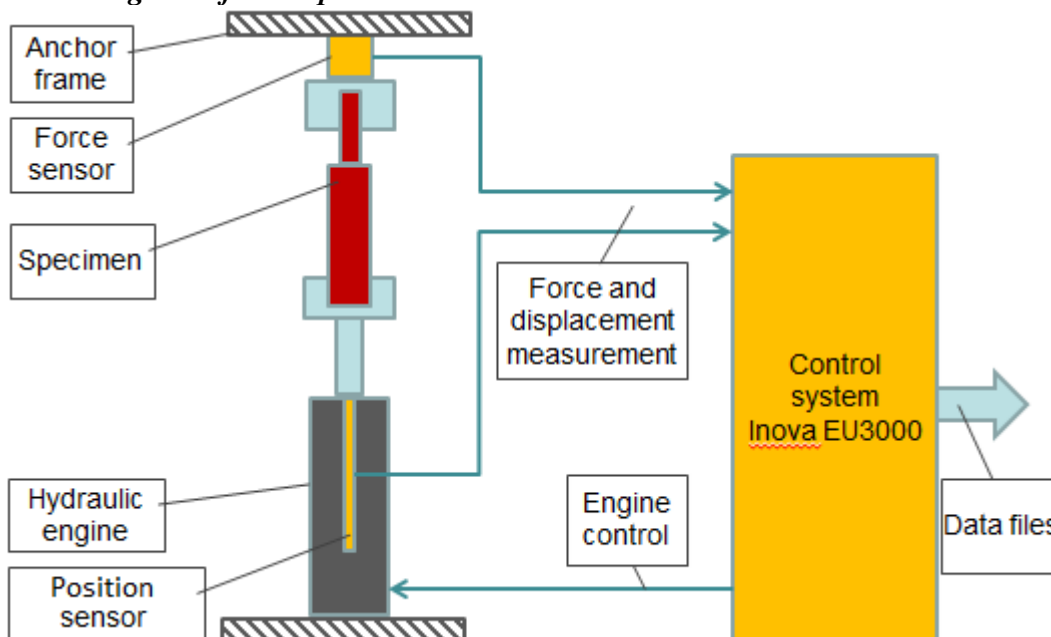 Anchor
frame
Force
sensor
Specimen
Force and
displacement
measurement
Control
system
Inova EU3000
Hydraulic
engine
Engine
control
Data files
Position
sensor